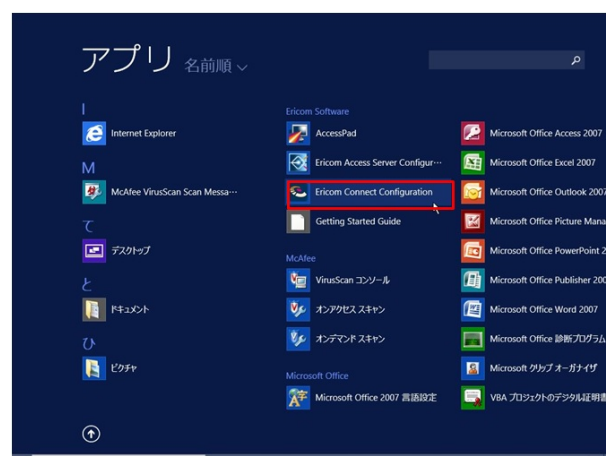 アプリ 名前順
I
Internet Explorer
M
McAfee VirusScan Scan Messa…
て
デスクトップ
と
ドキュメント
ひ
ピクチャ
Ericom Software
AccessPad
Ericom Access Server Configur…
Ericom Connect Configuration
Getting Started Guide
McAfee
VirusScan コンソール
オンアクセス スキャン
オンデマンド スキャン
Microsoft Office
Microsoft Office 2007 言語設定
Microsoft Office Access 2007
Microsoft Office Excel 2007
Microsoft Office Outlook 2007
Microsoft Office Picture Mana
Microsoft Office PowerPoint 2
Microsoft Office Publisher 200
Microsoft Office Word 2007
Microsoft Office 診断プログラム
Microsoft クリップ オーガナイザ
VBA プロジェクトのデジタル証明書